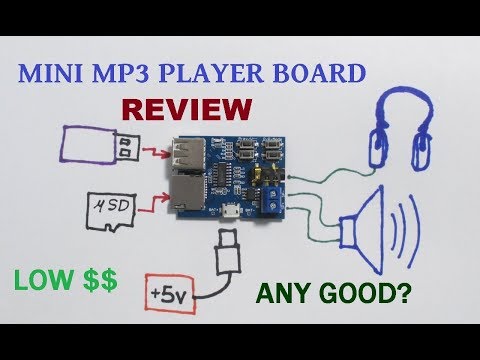 MINI MP3 PLAYER BOARD
REVIEW
µSD
LOW $$
+5v
ANY GOOD?